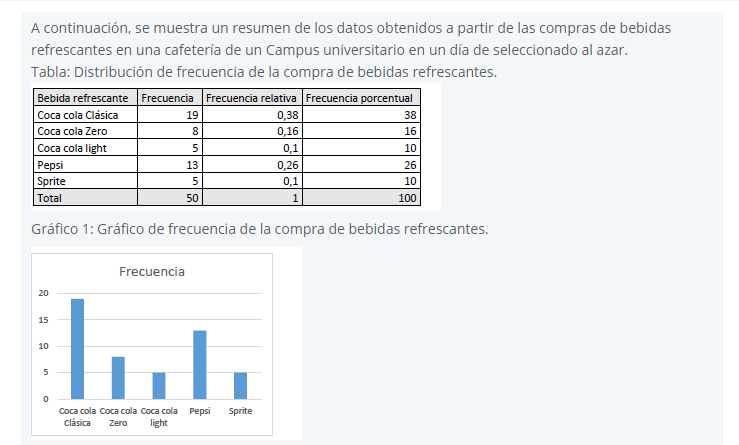 A continuación, se muestra un resumen de los datos obtenidos a partir de las compras de bebidas
refrescantes en una cafetería de un Campus universitario en un día de seleccionado al azar.
Tabla: Distribución de frecuencia de la compra de bebidas refrescantes.
Bebida refrescante Frecuencia Frecuencia relativa Frecuencia porcentual
Coca cola Clásica 19 0,38 38
Coca cola Zero 8 0,16 16
Coca cola light 5 0,1 10
Pepsi 13 0,26 26
Sprite 5 0,1 10
Total 50 1 100
Gráfico 1: Gráfico de frecuencia de la compra de bebidas refrescantes.
Frecuencia
20
15
10
5
0
Coca cola Coca cola Coca cola Pepsi Sprite
Clásica Zero light